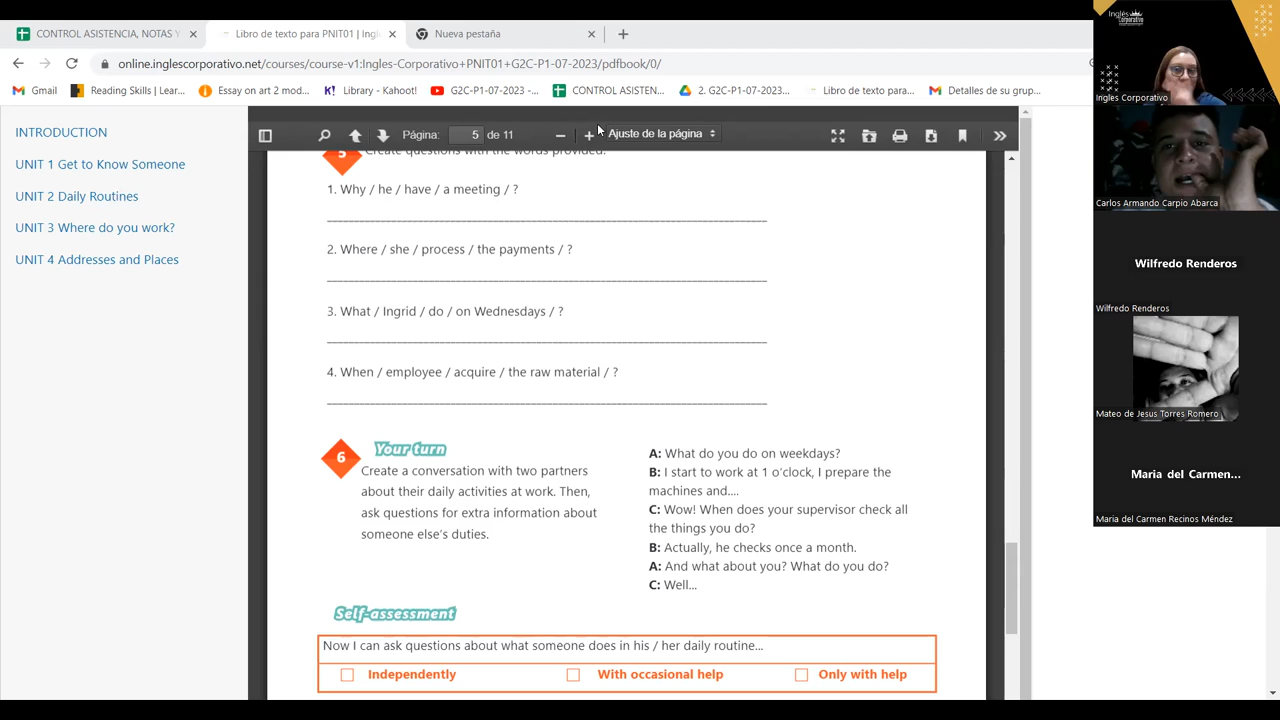 CONTROL ASISTENCIA, NOTAS Y
Libro de texto para PNIT01 | Ingl
Nueva pestaña
online.inglescorporativo.net/courses/course-v1:Ingles-Corporativo+PNIT01+G2C-P1-07-2023/pdfbook/0/
Gmail
Reading Skills | Lear...
Essay on art 2 mod...
Library - Kahoot!
G2C-P1-07-2023 -...
CONTROL ASISTEN...
2. G2C-P1-07-2023...
Libro de texto para...
Detalles de su grup...
INTRODUCTION
UNIT 1 Get to Know Someone
UNIT 2 Daily Routines
UNIT 3 Where do you work?
UNIT 4 Addresses and Places
Página: 5 de 11
Ajuste de la página
5 Create questions with the words provided.
1. Why / he / have / a meeting / ?
2. Where / she / process / the payments / ?
3. What / Ingrid / do / on Wednesdays / ?
4. When / employee / acquire / the raw material / ?
6
Your turn
Create a conversation with two partners
about their daily activities at work. Then,
ask questions for extra information about
someone else's duties.
A: What do you do on weekdays?
B: I start to work at 1 o'clock, I prepare the
machines and....
C: Wow! When does your supervisor check all
the things you do?
B: Actually, he checks once a month.
A: And what about you? What do you do?
C: Well...
Self-assessment
Now I can ask questions about what someone does in his / her daily routine...
Independently
With occasional help
Only with help
Inglés
Corporativo
Ingles Corporativo
Carlos Armando Carpio Abarca
Wilfredo Renderos
Wilfredo Renderos
Mateo de Jesus Torres Romero
Maria del Carmen...
Maria del Carmen Recinos Méndez